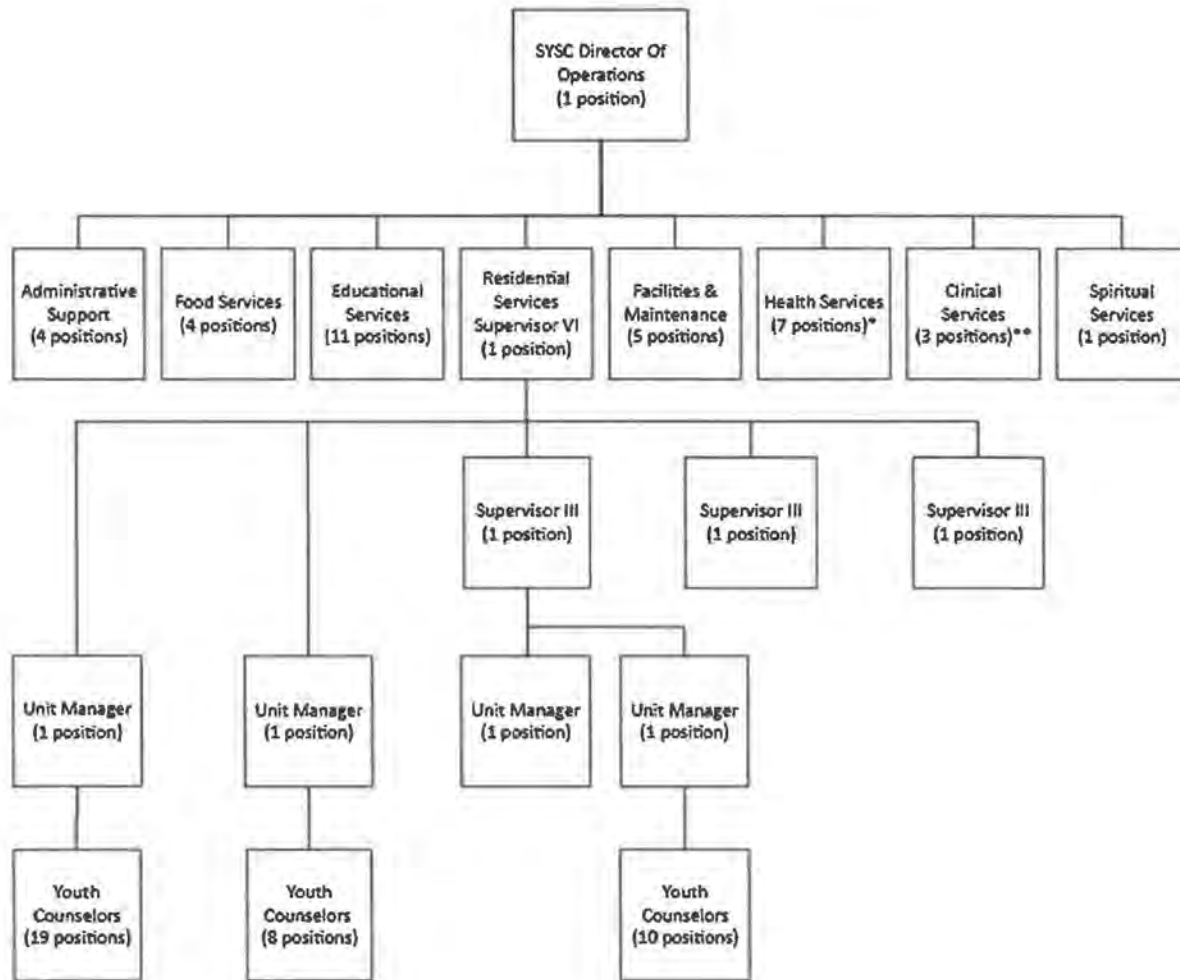 SYSC Director Of
Operations
(1 position)
Administrative
Support
(4 positions)
Food Services
(4 positions)
Educational
Services
(11 positions)
Residential
Services
Supervisor VI
(1 position)
Facilities &
Maintenance
(5 positions)
Health Services
(7 positions)*
Clinical
Services
(3 positions)**
Spiritual
Services
(1 position)
Supervisor III
(1 position)
Supervisor III
(1 position)
Supervisor III
(1 position)
Unit Manager
(1 position)
Unit Manager
(1 position)
Unit Manager
(1 position)
Unit Manager
(1 position)
Youth
Counselors
(19 positions)
Youth
Counselors
(8 positions)
Youth
Counselors
(10 positions)